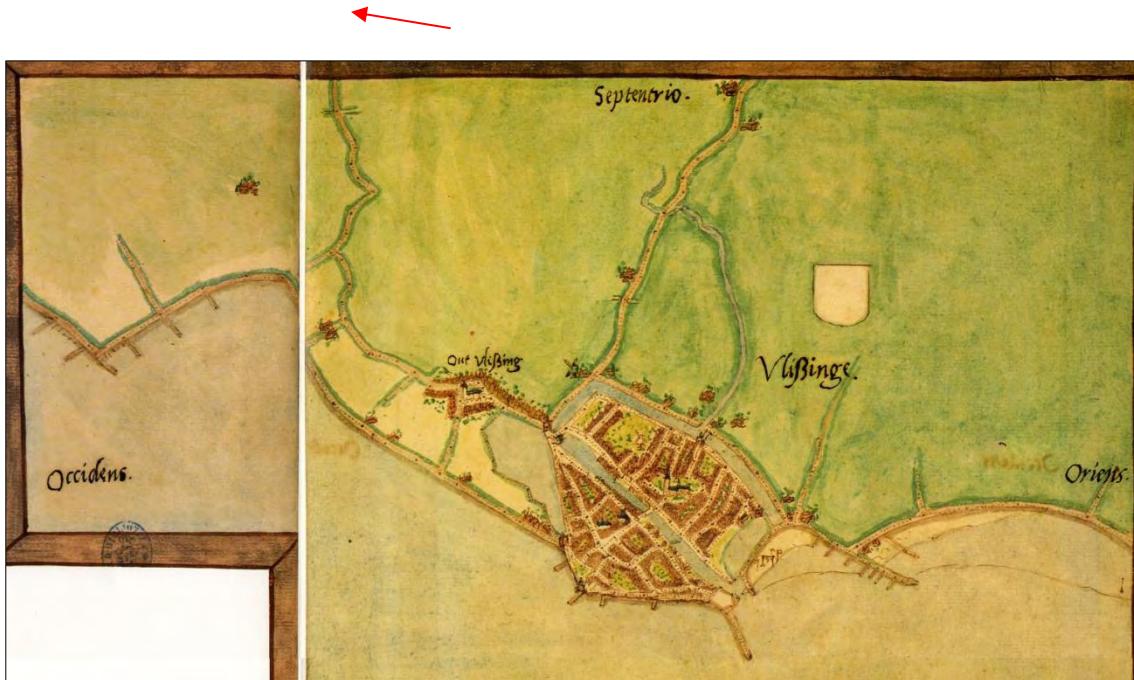 Septentrio.
Out Vlißing
Vlißinge.
Occidens.
Oriens.